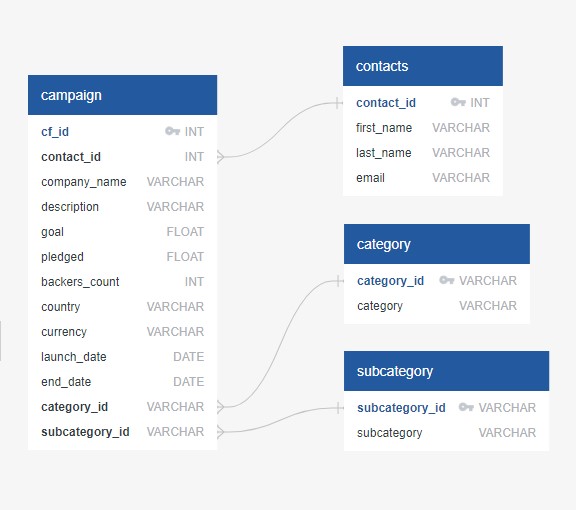 campaign
cf_id INT
contact_id INT
company_name VARCHAR
description VARCHAR
goal FLOAT
pledged FLOAT
backers_count INT
country VARCHAR
currency VARCHAR
launch_date DATE
end_date DATE
category_id VARCHAR
subcategory_id VARCHAR
contacts
contact_id INT
first_name VARCHAR
last_name VARCHAR
email VARCHAR
category
category_id VARCHAR
category VARCHAR
subcategory
subcategory_id VARCHAR
subcategory VARCHAR